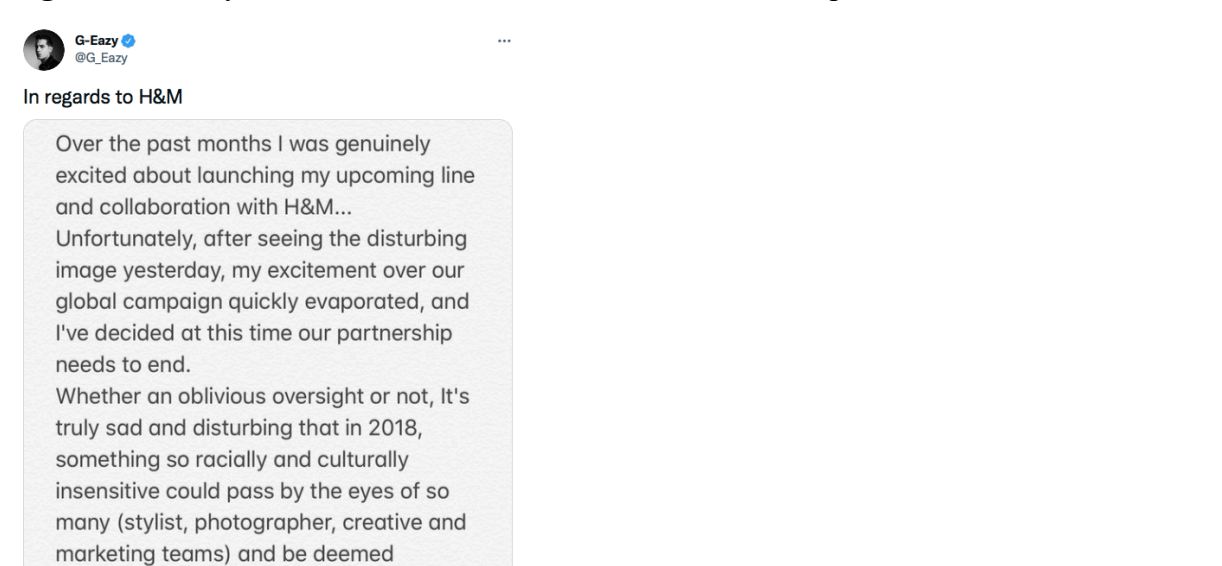 G-Eazy
@G_Eazy
In regards to H&M
Over the past months I was genuinely
excited about launching my upcoming line
and collaboration with H&M...
Unfortunately, after seeing the disturbing
image yesterday, my excitement over our
global campaign quickly evaporated, and
I've decided at this time our partnership
needs to end.
Whether an oblivious oversight or not, It's
truly sad and disturbing that in 2018,
something so racially and culturally
insensitive could pass by the eyes of so
many (stylist, photographer, creative and
marketing teams) and be deemed